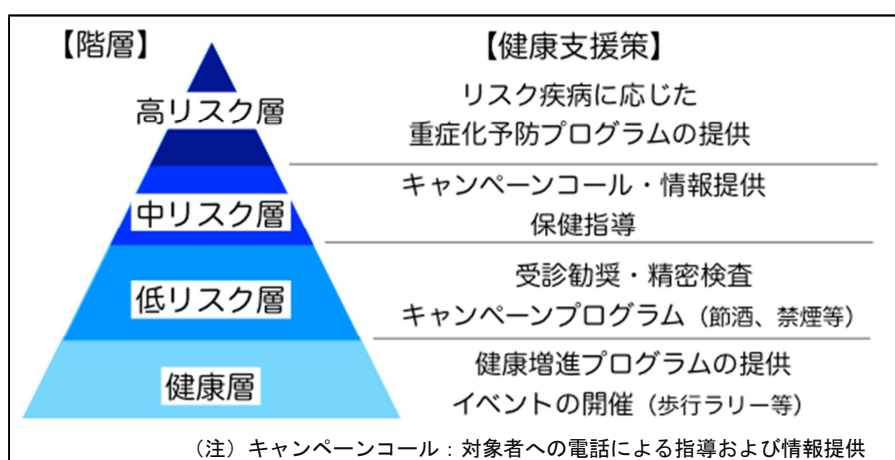 【階層】 【健康支援策】
高リスク層
リスク疾病に応じた
重症化予防プログラムの提供
中リスク層
キャンペーンコール・情報提供
保健指導
低リスク層
受診勧奨・精密検査
キャンペーンプログラム（節酒、禁煙等）
健康層
健康増進プログラムの提供
イベントの開催（歩行ラリー等）
（注）キャンペーンコール：対象者への電話による指導および情報提供